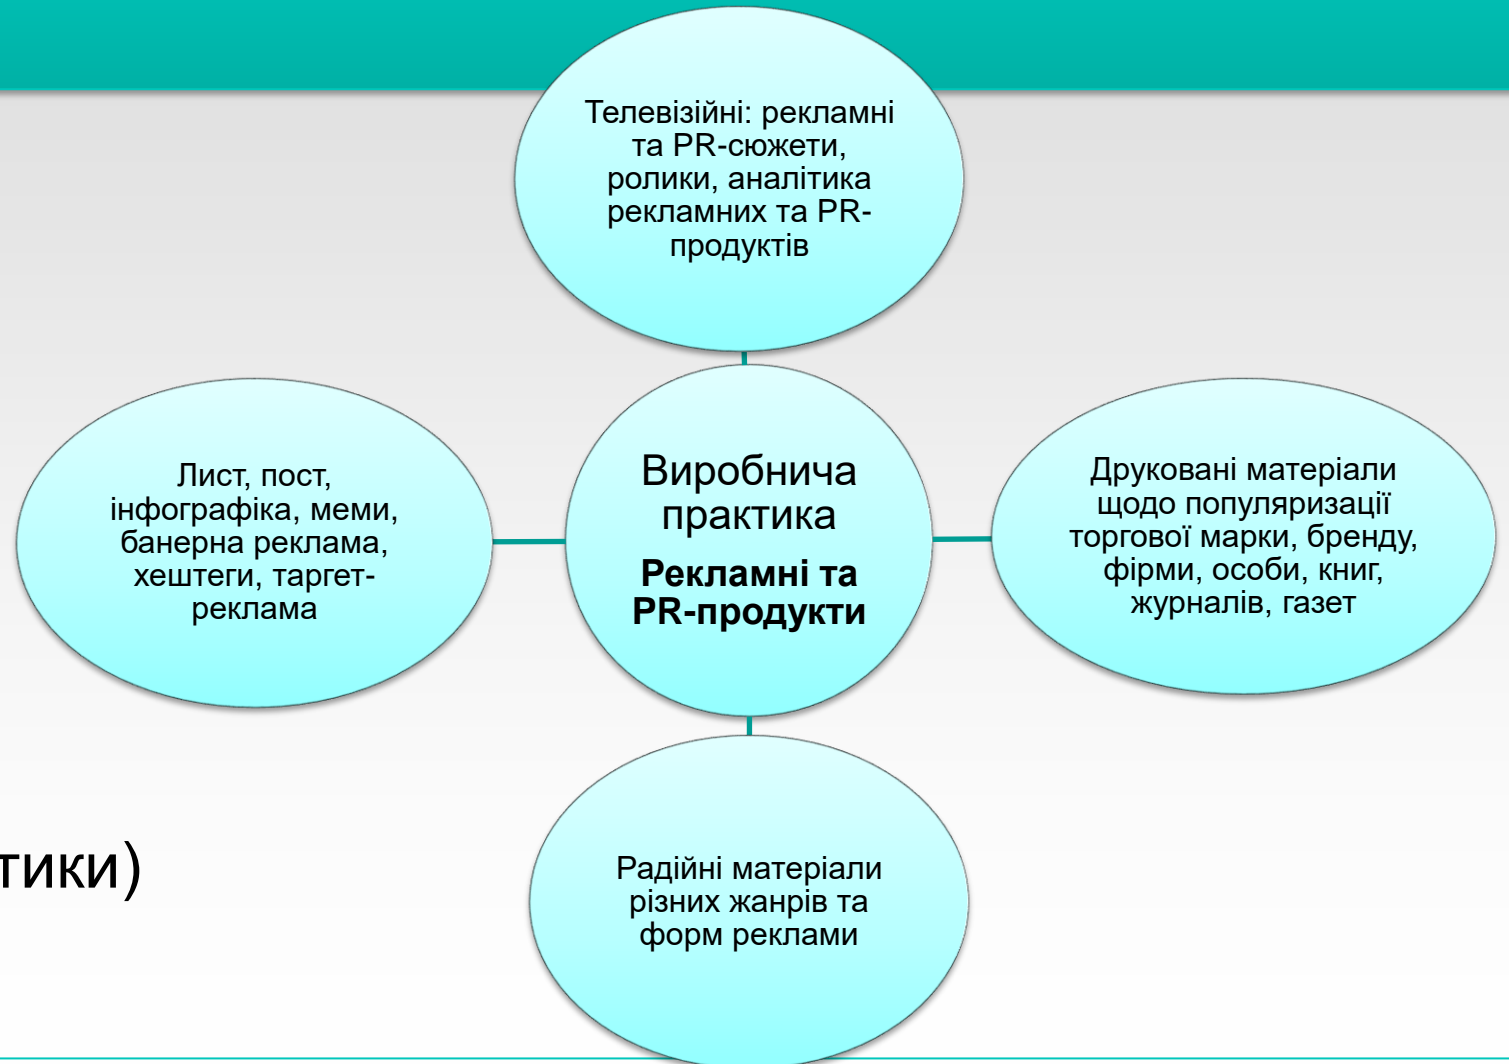 Телевізійні: рекламні
та PR-сюжети,
ролики, аналітика
рекламних та PR-
продуктів
Лист, пост,
інфографіка, меми,
банерна реклама,
хештеги, таргет-
реклама
Виробнича
практика
Рекламні та
PR-продукти
Друковані матеріали
щодо популяризації
торгової марки, бренду,
фірми, особи, книг,
журналів, газет
тики)
Радійні матеріали
різних жанрів та
форм реклами